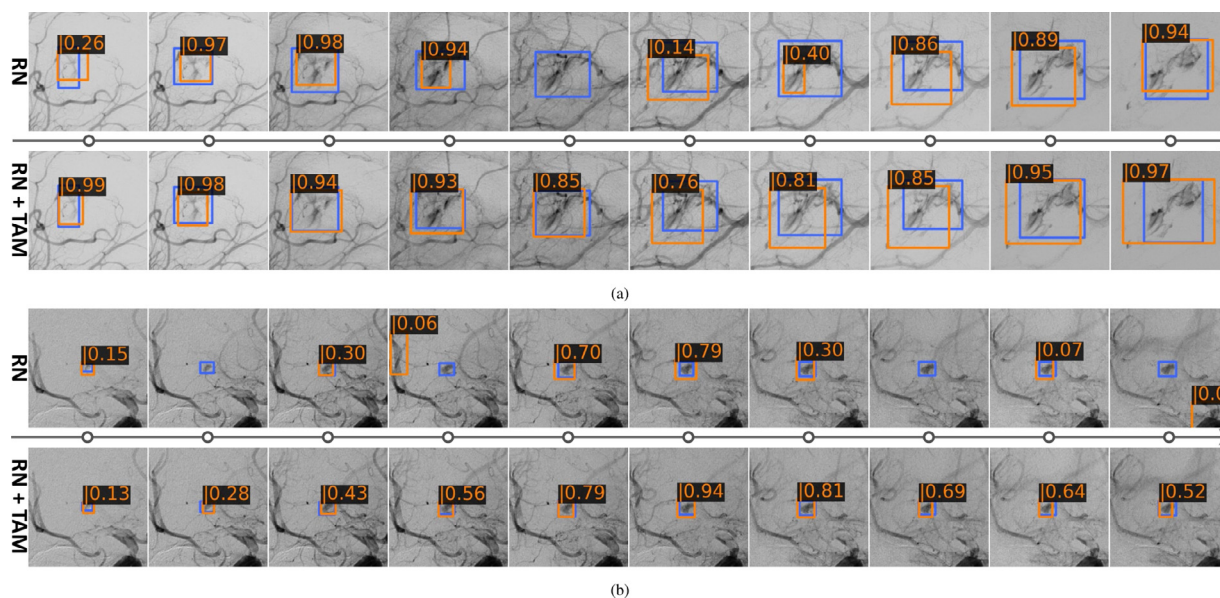 RN
|0.26 |0.97 |0.98 |0.94 |0.14 |0.40 |0.86 |0.89 |0.94
RN + TAM
|0.99 |0.98 |0.94 |0.93 |0.85 |0.76 |0.81 |0.85 |0.95 |0.97
(a)
RN
|0.15 |0.30 |0.06 |0.70 |0.79 |0.30 |0.07 |0.0
RN + TAM
|0.13 |0.28 |0.43 |0.56 |0.79 |0.94 |0.81 |0.69 |0.64 |0.52
(b)